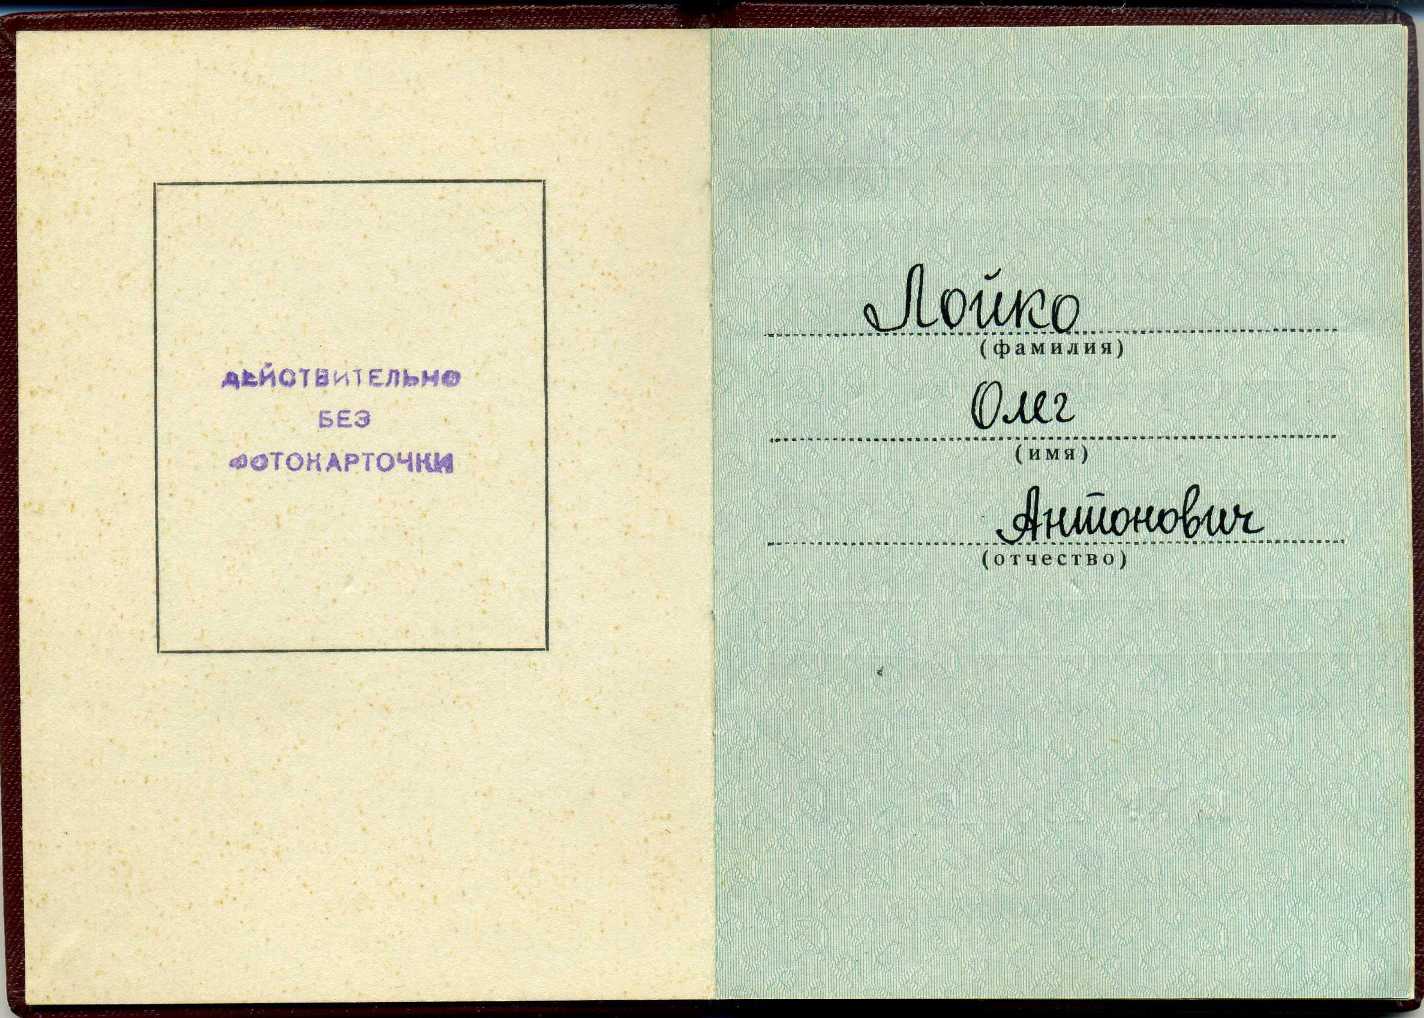 ДЕЙСТВИТЕЛЬНО
БЕЗ
ФОТОКАРТОЧКИ
Лойко
(фамилия)
Олег
(имя)
Антонович
(отчество)